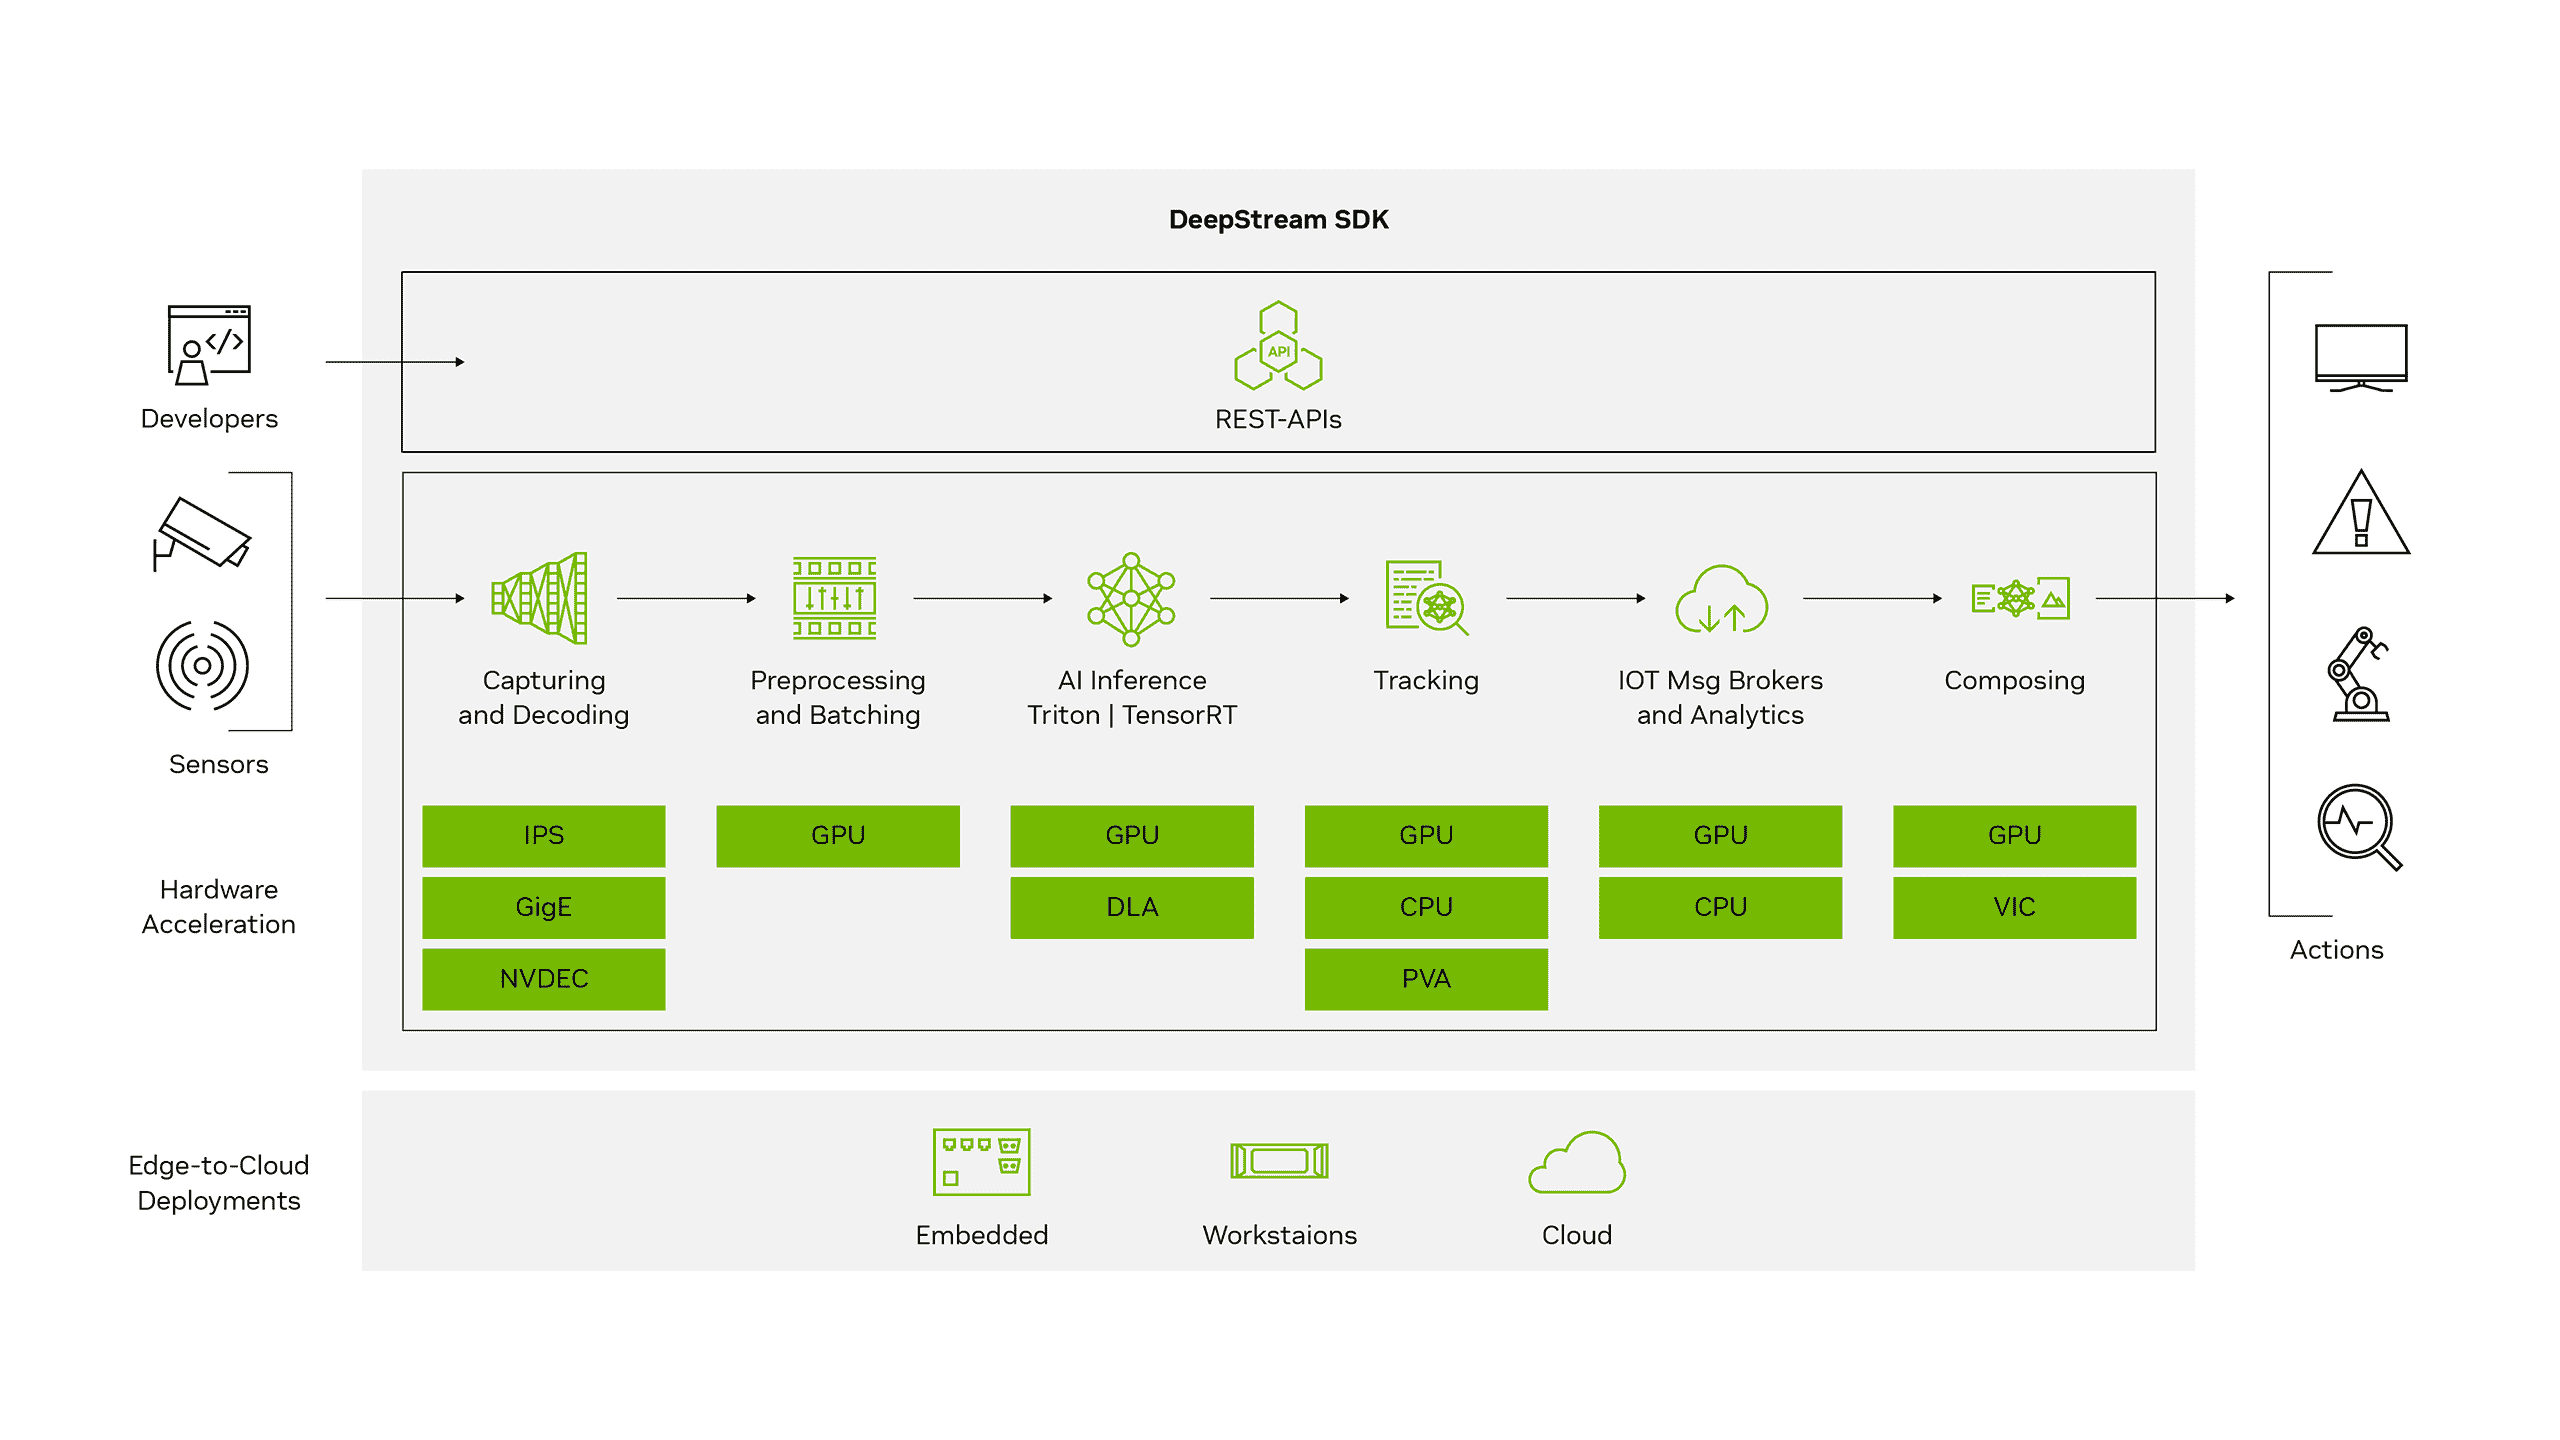 DeepStream SDK
API
REST-APIs
Developers
Sensors
Capturing
and Decoding
Preprocessing
and Batching
AI Inference
Triton | TensorRT
Tracking
IOT Msg Brokers
and Analytics
Composing
Hardware
Acceleration
IPS
GigE
NVDEC
GPU
GPU
DLA
GPU
CPU
PVA
GPU
CPU
GPU
VIC
Actions
Edge-to-Cloud
Deployments
Embedded
Workstaions
Cloud